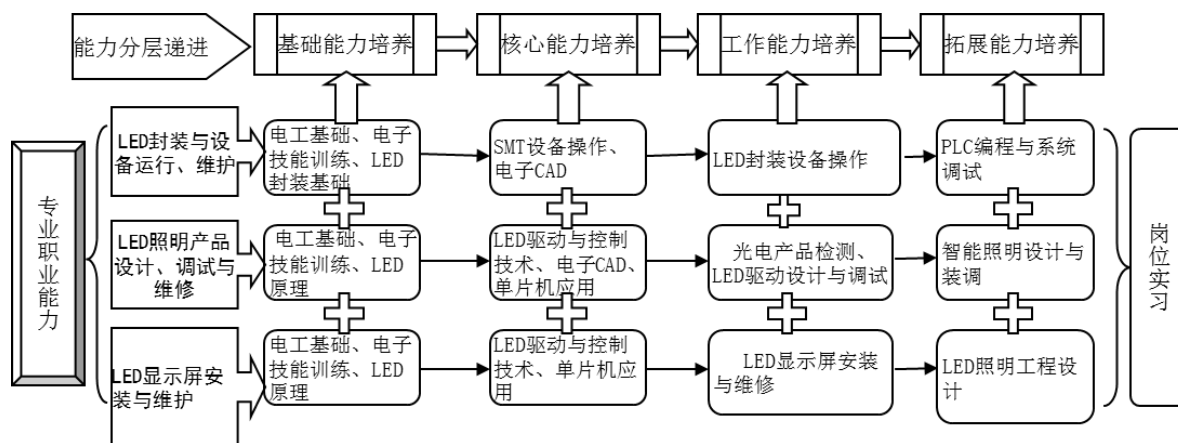 能力分层递进
基础能力培养
核心能力培养
工作能力培养
拓展能力培养
专业职业能力
LED封装与设
备运行、维护
电工基础、电子
技能训练、LED
封装基础
SMT设备操作、
电子CAD
LED封装设备操作
PLC编程与系统
调试
LED照明产品
设计、调试与
维修
电工基础、电子
技能训练、LED
原理
LED驱动与控制
技术、电子CAD、
单片机应用
光电产品检测、
LED驱动设计与调试
智能照明设计与
装调
LED显示屏安
装与维护
电工基础、电子
技能训练、LED
原理
LED驱动与控制
技术、单片机应
用
LED显示屏安装
与维修
LED照明工程设
计
岗位实习